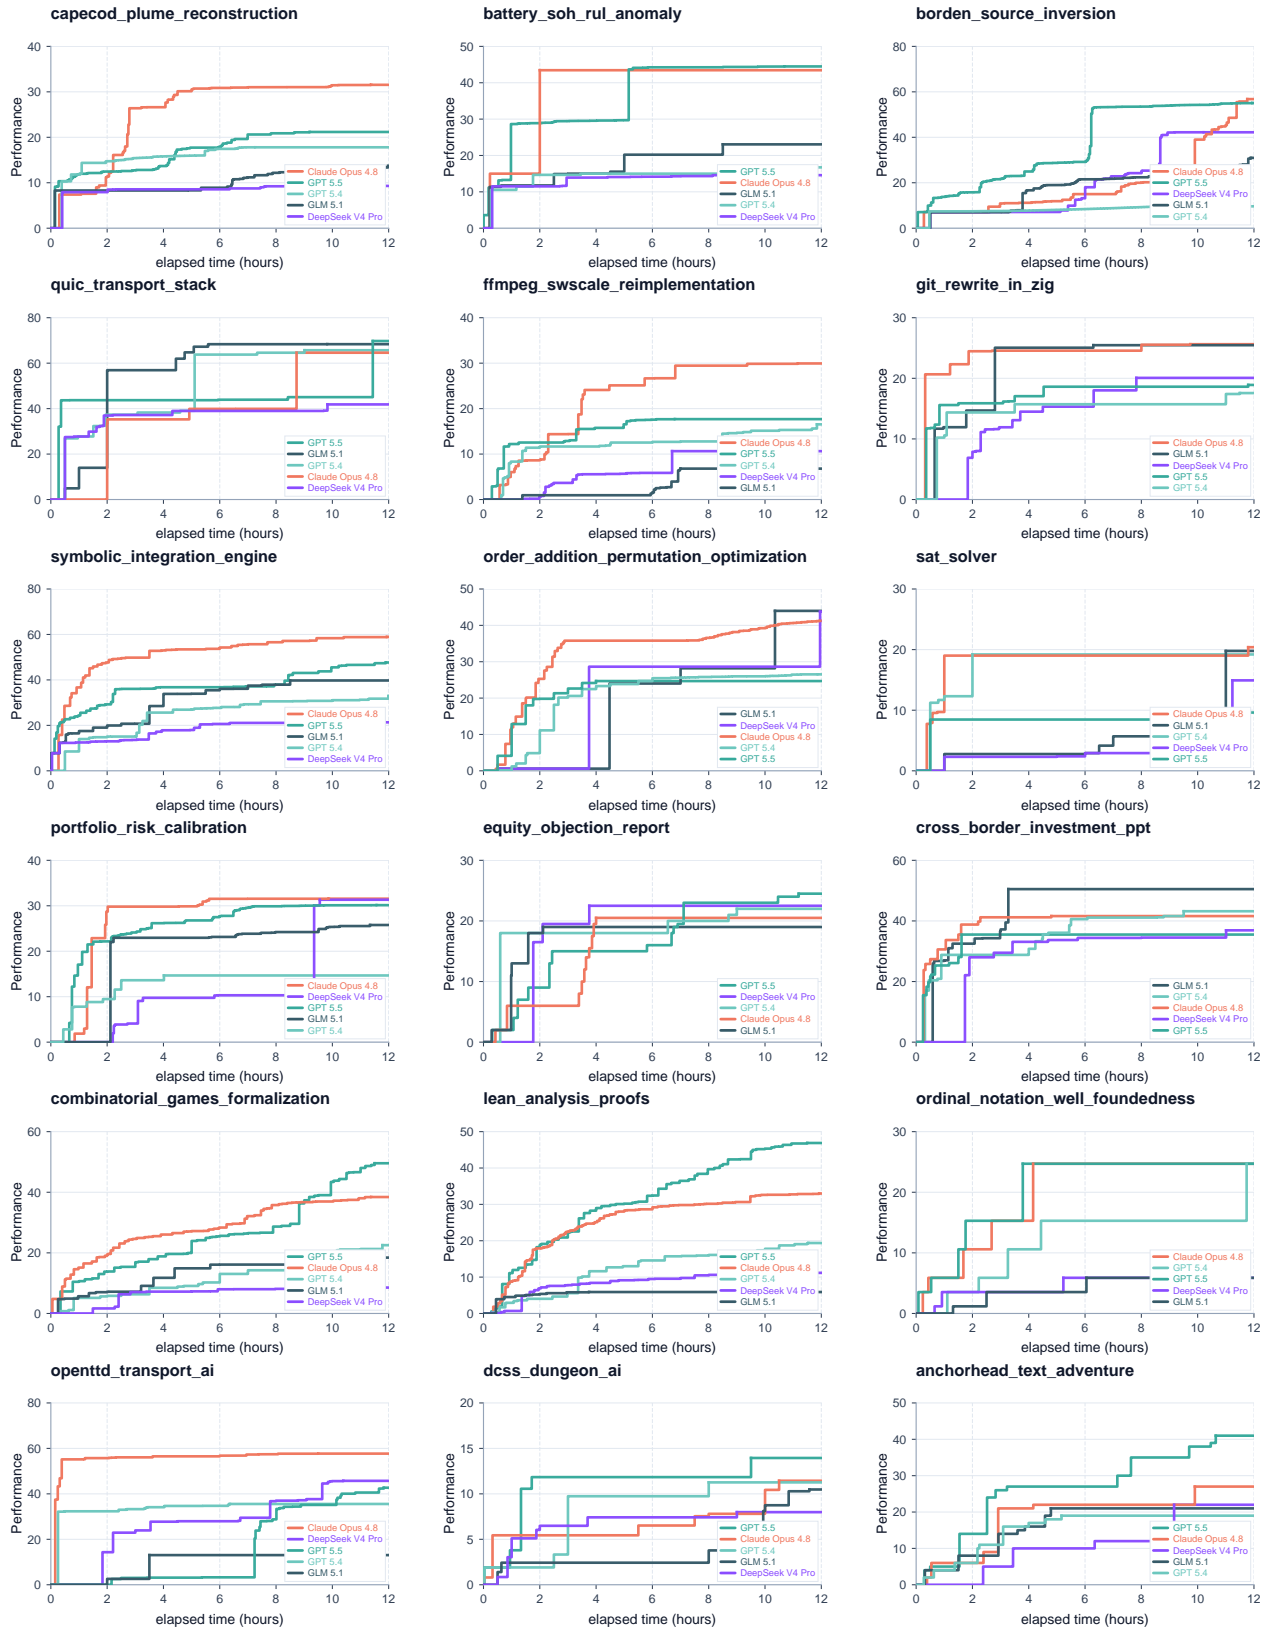 capecod_plume_reconstruction
40
30
20
10
0
Performance
Claude Opus 4.8
GPT 5.5
GPT 5.4
GLM 5.1
DeepSeek V4 Pro
0 2 4 6 8 10 12
elapsed time (hours)
battery_soh_rul_anomaly
50
40
30
20
10
0
Performance
GPT 5.5
Claude Opus 4.8
GLM 5.1
GPT 5.4
DeepSeek V4 Pro
0 2 4 6 8 10 12
elapsed time (hours)
borden_source_inversion
80
60
40
20
0
Performance
Claude Opus 4.8
GPT 5.5
DeepSeek V4 Pro
GLM 5.1
GPT 5.4
0 2 4 6 8 10 12
elapsed time (hours)
quic_transport_stack
80
60
40
20
0
Performance
GPT 5.5
GLM 5.1
GPT 5.4
Claude Opus 4.8
DeepSeek V4 Pro
0 2 4 6 8 10 12
elapsed time (hours)
ffmpeg_swscale_reimplementation
40
30
20
10
0
Performance
Claude Opus 4.8
GPT 5.5
GPT 5.4
DeepSeek V4 Pro
GLM 5.1
0 2 4 6 8 10 12
elapsed time (hours)
git_rewrite_in_zig
30
20
10
0
Performance
Claude Opus 4.8
GLM 5.1
DeepSeek V4 Pro
GPT 5.5
GPT 5.4
0 2 4 6 8 10 12
elapsed time (hours)
symbolic_integration_engine
80
60
40
20
0
Performance
Claude Opus 4.8
GPT 5.5
GLM 5.1
GPT 5.4
DeepSeek V4 Pro
0 2 4 6 8 10 12
elapsed time (hours)
order_addition_permutation_optimization
50
40
30
20
10
0
Performance
GLM 5.1
DeepSeek V4 Pro
Claude Opus 4.8
GPT 5.4
GPT 5.5
0 2 4 6 8 10 12
elapsed time (hours)
sat_solver
30
20
10
0
Performance
Claude Opus 4.8
GLM 5.1
GPT 5.4
DeepSeek V4 Pro
GPT 5.5
0 2 4 6 8 10 12
elapsed time (hours)
portfolio_risk_calibration
40
30
20
10
0
Performance
Claude Opus 4.8
DeepSeek V4 Pro
GPT 5.5
GLM 5.1
GPT 5.4
0 2 4 6 8 10 12
elapsed time (hours)
equity_objection_report
30
20
10
0
Performance
GPT 5.5
DeepSeek V4 Pro
GPT 5.4
Claude Opus 4.8
GLM 5.1
0 2 4 6 8 10 12
elapsed time (hours)
cross_border_investment_ppt
60
40
20
0
Performance
GLM 5.1
GPT 5.4
Claude Opus 4.8
DeepSeek V4 Pro
GPT 5.5
0 2 4 6 8 10 12
elapsed time (hours)
combinatorial_games_formalization
60
40
20
0
Performance
GPT 5.5
Claude Opus 4.8
GPT 5.4
GLM 5.1
DeepSeek V4 Pro
0 2 4 6 8 10 12
elapsed time (hours)
lean_analysis_proofs
50
40
30
20
10
0
Performance
GPT 5.5
Claude Opus 4.8
GPT 5.4
DeepSeek V4 Pro
GLM 5.1
0 2 4 6 8 10 12
elapsed time (hours)
ordinal_notation_well_foundedness
30
20
10
0
Performance
Claude Opus 4.8
GPT 5.4
GPT 5.5
DeepSeek V4 Pro
GLM 5.1
0 2 4 6 8 10 12
elapsed time (hours)
openttd_transport_ai
80
60
40
20
0
Performance
Claude Opus 4.8
DeepSeek V4 Pro
GPT 5.5
GPT 5.4
GLM 5.1
0 2 4 6 8 10 12
elapsed time (hours)
dcss_dungeon_ai
20
15
10
5
0
Performance
GPT 5.5
Claude Opus 4.8
GPT 5.4
GLM 5.1
DeepSeek V4 Pro
0 2 4 6 8 10 12
elapsed time (hours)
anchorhead_text_adventure
50
40
30
20
10
0
Performance
GPT 5.5
Claude Opus 4.8
DeepSeek V4 Pro
GLM 5.1
GPT 5.4
0 2 4 6 8 10 12
elapsed time (hours)